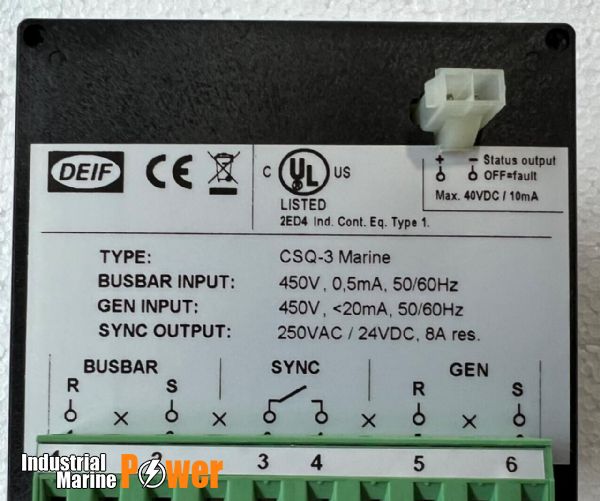 DEIF
CE
C UL US
LISTED
2ED4 Ind. Cont. Eq. Type 1.
+ − Status output
OFF=fault
Max. 40VDC / 10mA
TYPE: CSQ-3 Marine
BUSBAR INPUT: 450V, 0,5mA, 50/60Hz
GEN INPUT: 450V, <20mA, 50/60Hz
SYNC OUTPUT: 250VAC / 24VDC, 8A res.
BUSBAR SYNC GEN
R S R S
2 3 4 5 6
Industrial
Marine
Power